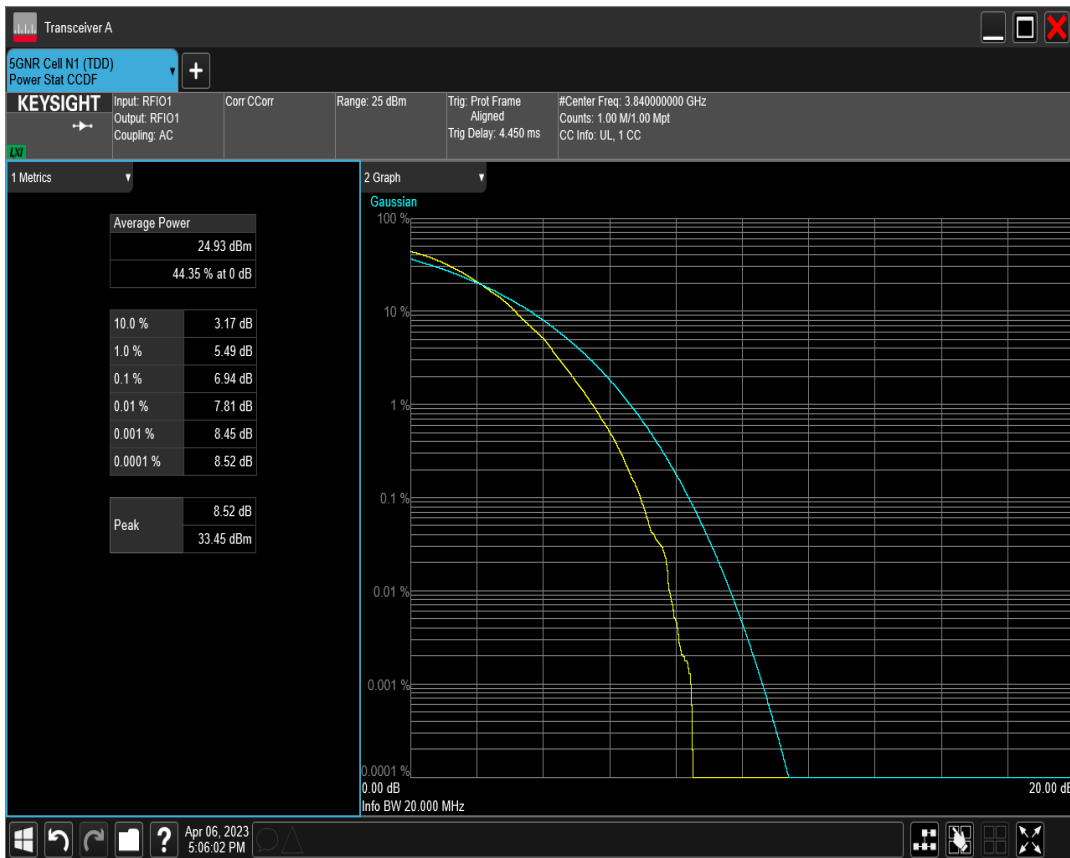 Transceiver A
5GNR Cell N1 (TDD)
Power Stat CCDF
+
KEYSIGHT
LXI
Input: RFIO1
Output: RFIO1
Coupling: AC
Corr CCorr
Range: 25 dBm
Trig: Prot Frame
Aligned
Trig Delay: 4.450 ms
#Center Freq: 3.840000000 GHz
Counts: 1.00 M/1.00 Mpt
CC Info: UL, 1 CC
1 Metrics
Average Power
24.93 dBm
44.35 % at 0 dB
10.0 % 3.17 dB
1.0 % 5.49 dB
0.1 % 6.94 dB
0.01 % 7.81 dB
0.001 % 8.45 dB
0.0001 % 8.52 dB
Peak
8.52 dB
33.45 dBm
2 Graph
Gaussian
100 %
10 %
1 %
0.1 %
0.01 %
0.001 %
0.0001 %
0.00 dB 20.00 dB
Info BW 20.000 MHz
?
Apr 06, 2023
5:06:02 PM